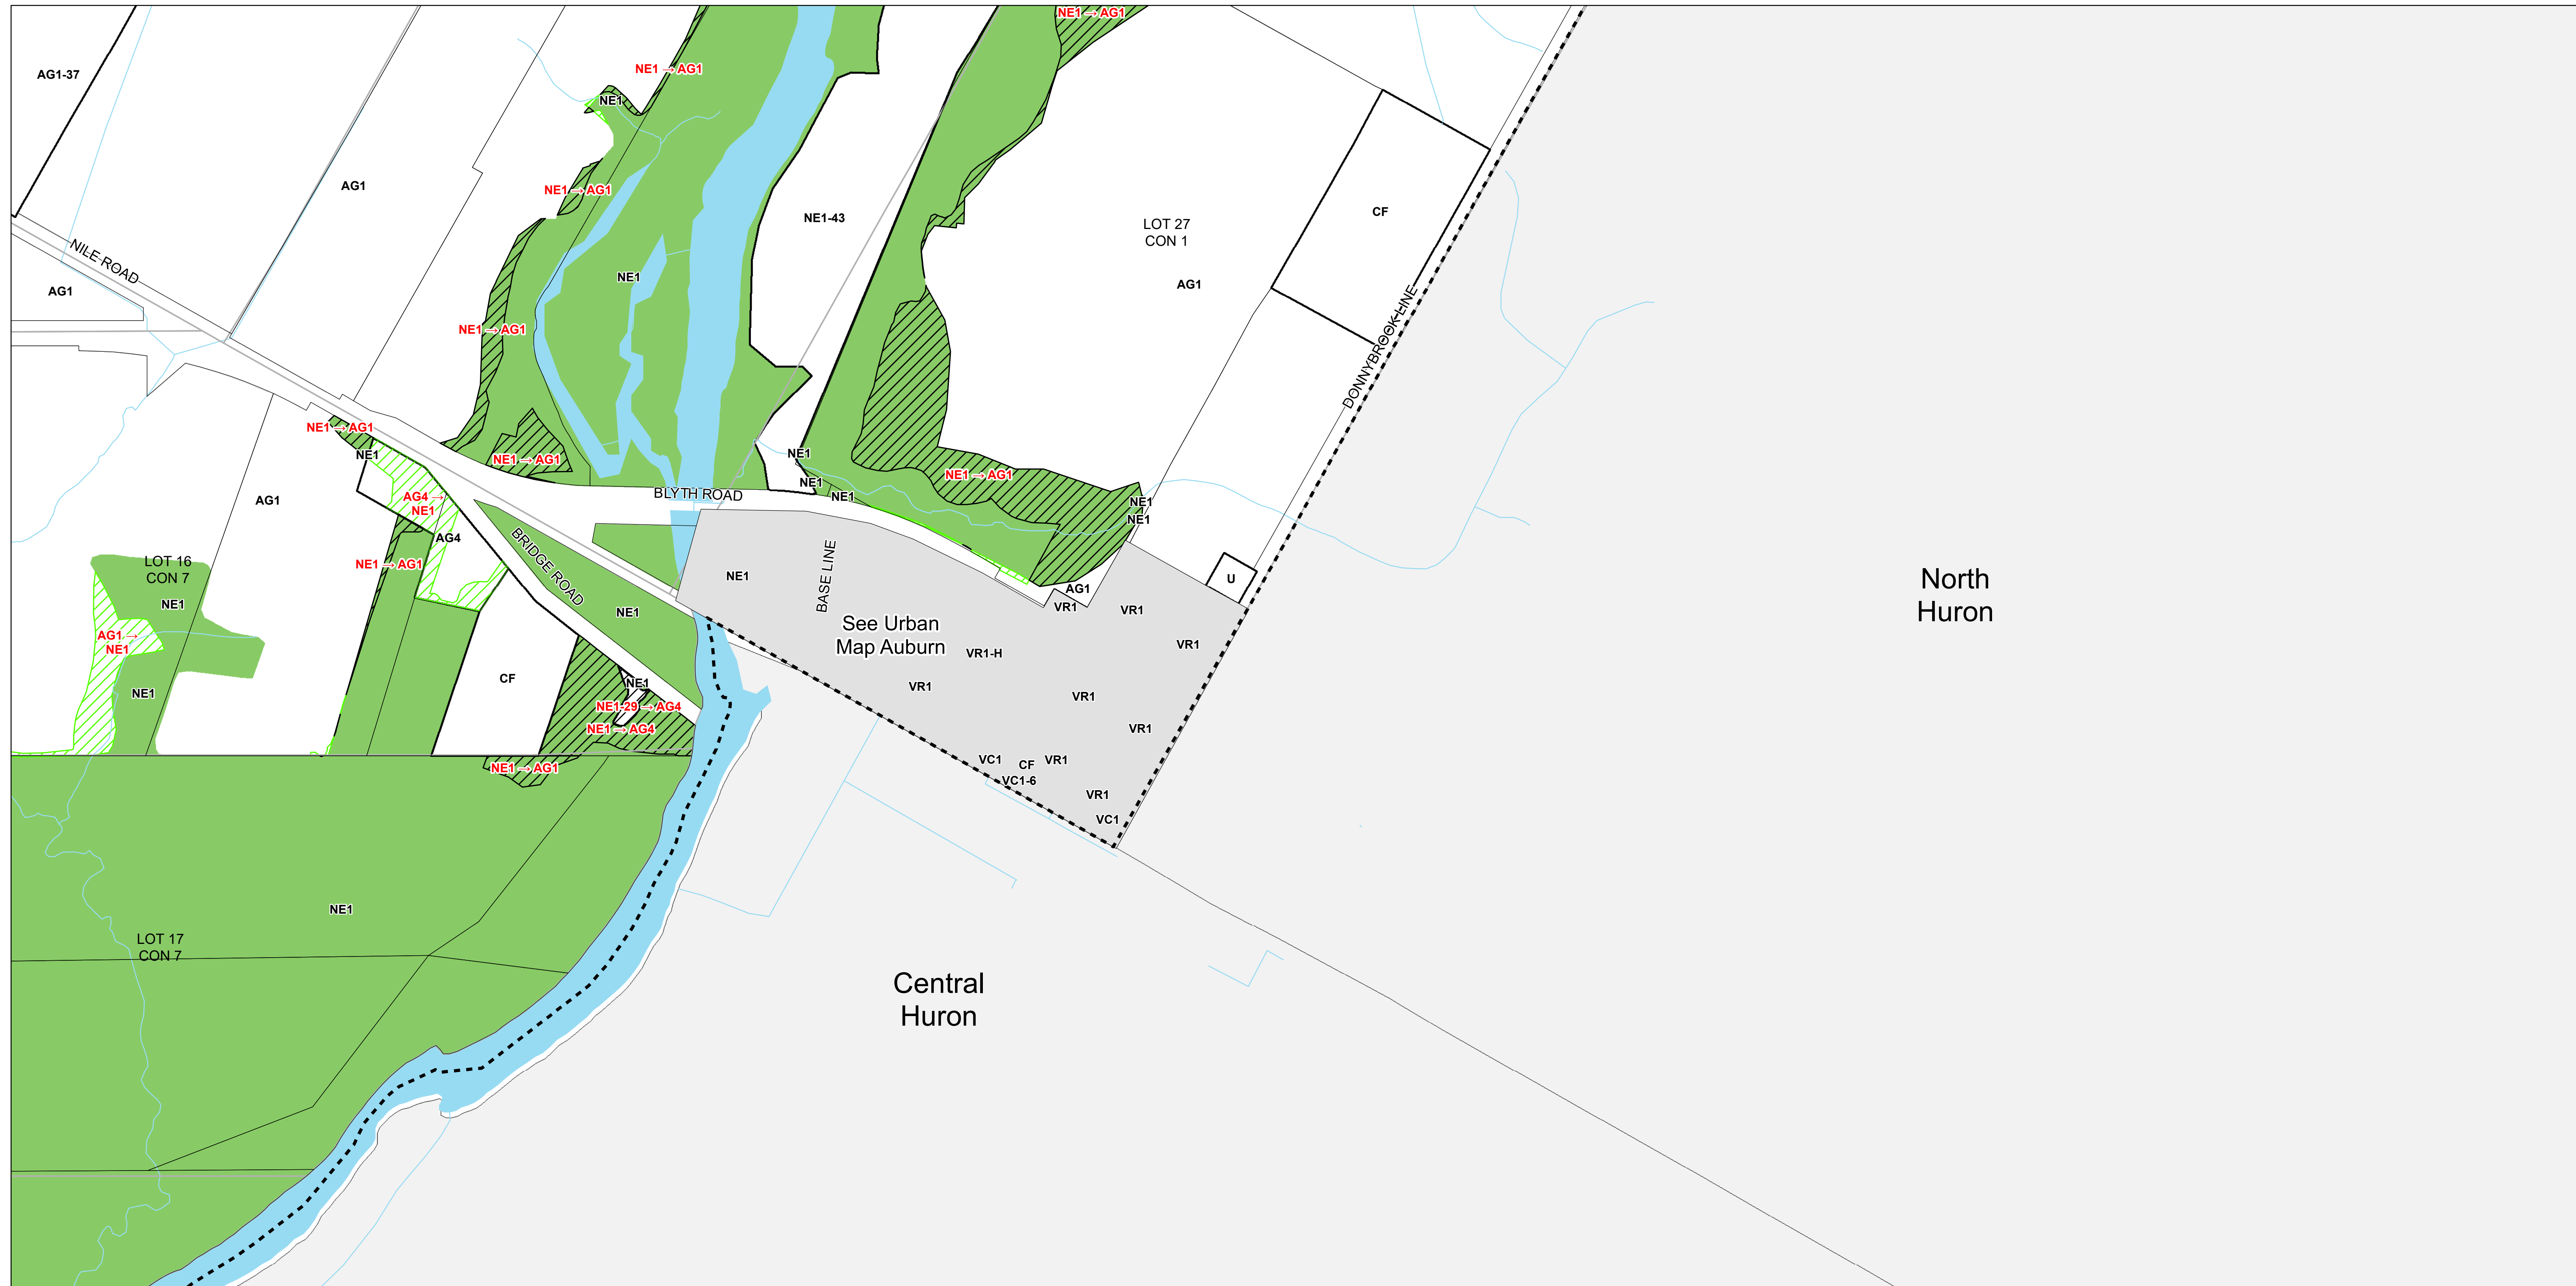 NE1 → AG1
NE1 → AG1
AG1-37
NE1
AG1
NE1 → AG1
NE1-43
CF
LOT 27
CON 1
NILE ROAD
NE1
AG1
AG1
NE1 → AG1
DONNYBROOK LINE
NE1 → AG1
NE1
NE1
NE1 → AG1
NE1 → AG1
NE1
BLYTH ROAD
NE1
AG4 →
NE1
AG1
NE1
NE1
AG4
BRIDGE ROAD
LOT 16
CON 7
NE1 → AG1
NE1
BASE LINE
U
AG1
NE1
NE1
VR1
VR1
See Urban
Map Auburn
North
Huron
AG1 →
NE1
VR1
VR1-H
CF
NE1
VR1
NE1
VR1
NE1-29 → AG4
NE1 → AG4
VR1
NE1 → AG1
VC1
CF
VR1
VC1-6
VR1
VC1
NE1
LOT 17
CON 7
Central
Huron